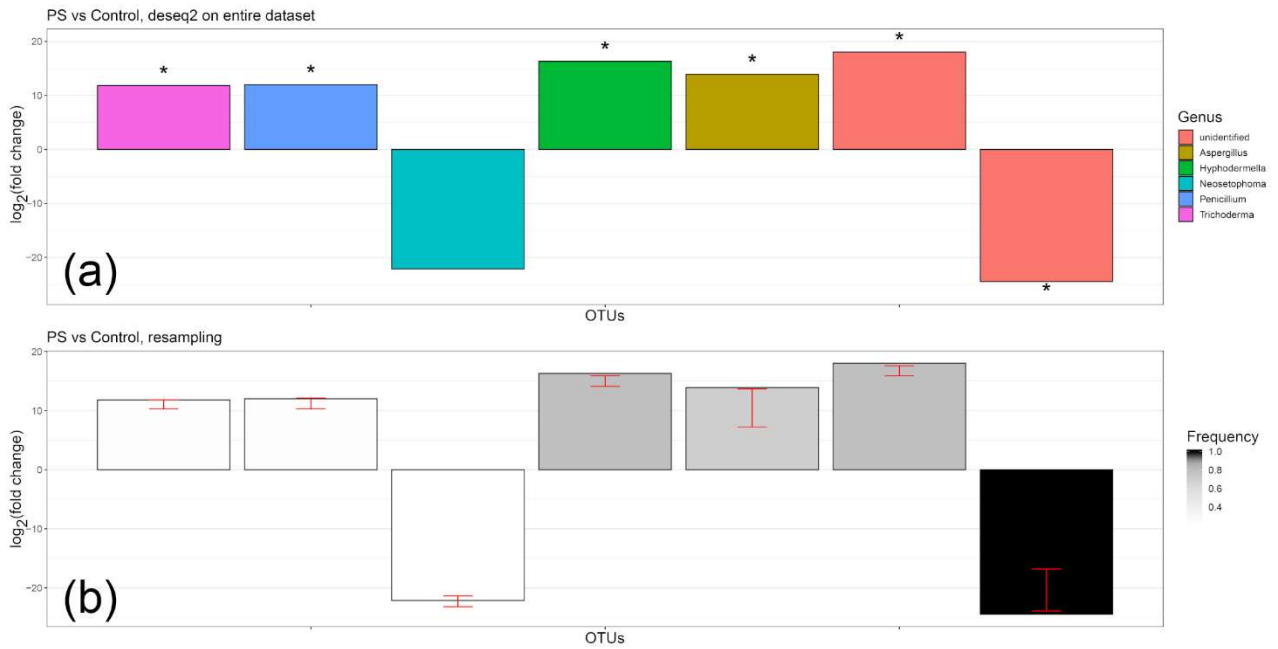 PS vs Control, deseq2 on entire dataset
20
10
0
−10
−20
log2(fold change)
* * * * * *
(a)
OTUs
Genus
unidentified
Aspergillus
Hyphodermella
Neosetophoma
Penicillium
Trichoderma
PS vs Control, resampling
20
10
0
−10
−20
log2(fold change)
(b)
OTUs
Frequency
1.0
0.8
0.6
0.4